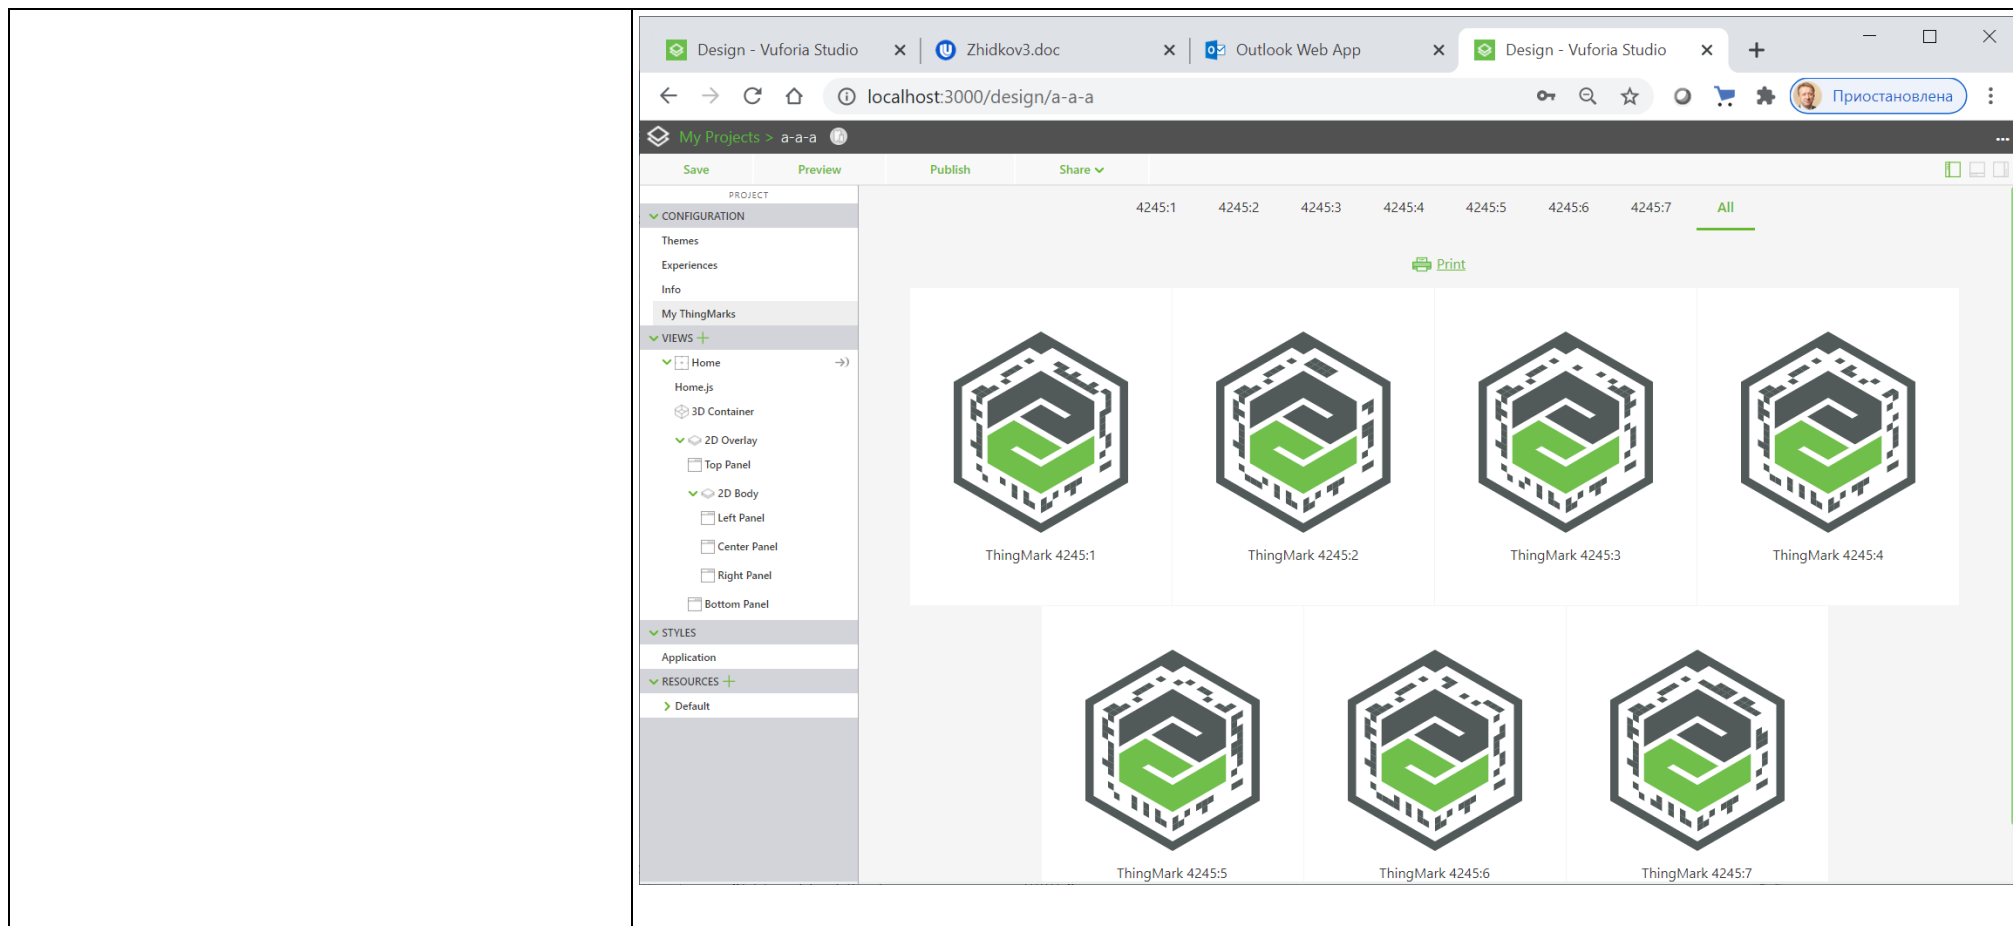 Design - Vuforia Studio
Zhidkov3.doc
Outlook Web App
Design - Vuforia Studio
localhost:3000/design/a-a-a
Приостановлена
My Projects > a-a-a
Save Preview Publish Share
PROJECT
CONFIGURATION
Themes
Experiences
Info
My ThingMarks
VIEWS
Home
Home.js
3D Container
2D Overlay
Top Panel
2D Body
Left Panel
Center Panel
Right Panel
Bottom Panel
STYLES
Application
RESOURCES
Default
4245:1 4245:2 4245:3 4245:4 4245:5 4245:6 4245:7 All
Print
ThingMark 4245:1
ThingMark 4245:2
ThingMark 4245:3
ThingMark 4245:4
ThingMark 4245:5
ThingMark 4245:6
ThingMark 4245:7